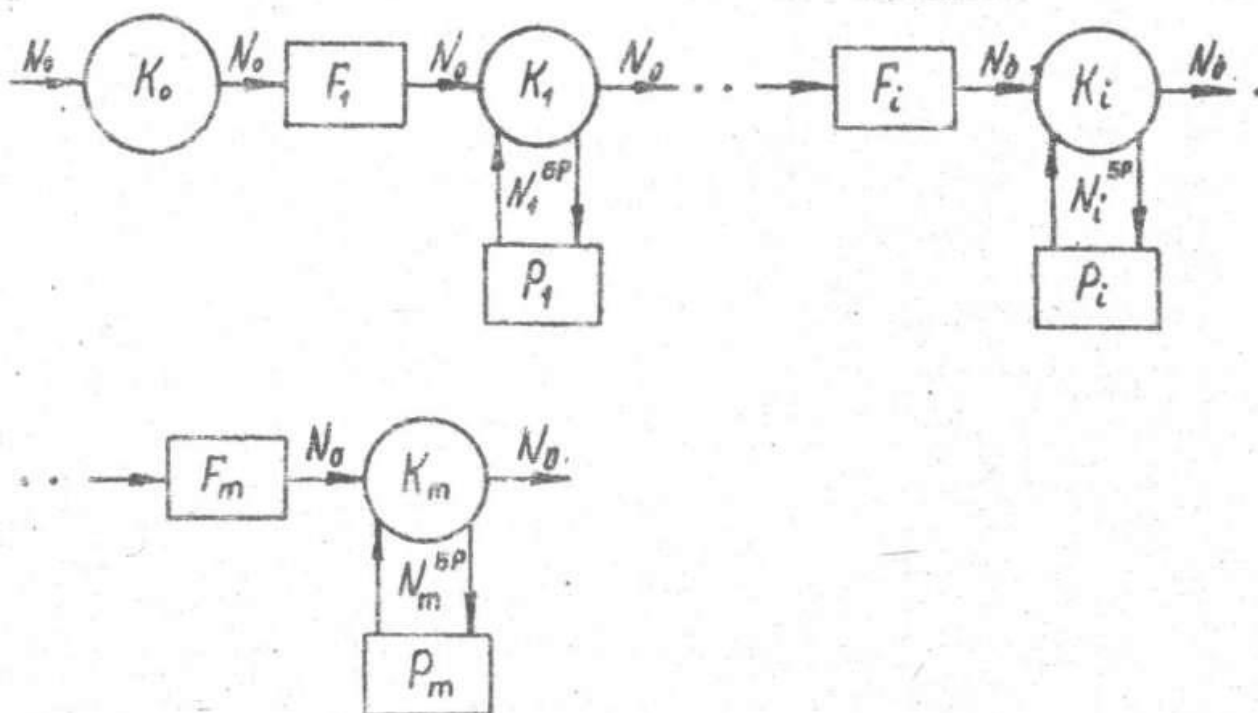 N₀ K₀ N₀ F₁ N₀ K₁ N₀ . . F_i N₀ K_i N₀ .
N₁^БР N_i^БР
P₁ P_i
. . F_m N₀ K_m N₀.
N_m^БР
P_m